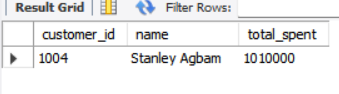 Result Grid Filter Rows:
customer_id name total_spent
1004 Stanley Agbam 1010000